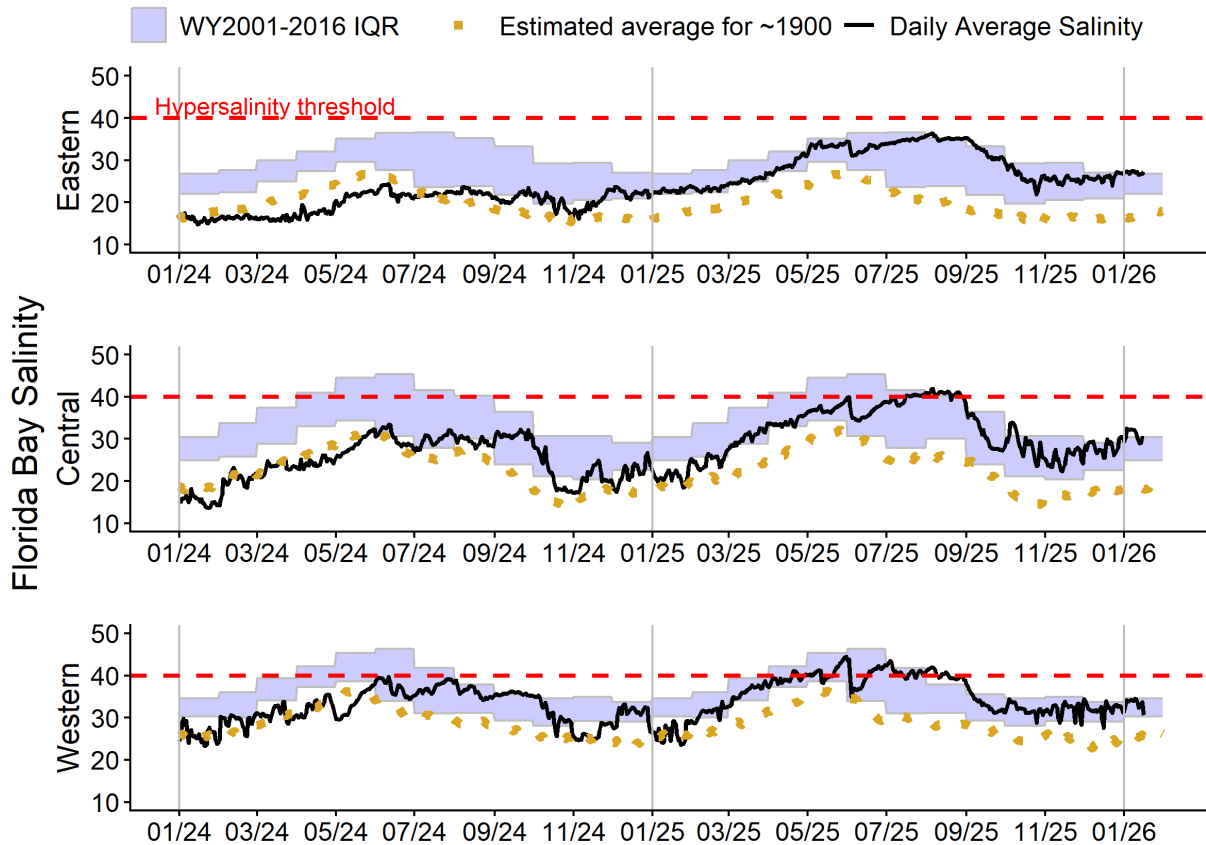 WY2001-2016 IQR Estimated average for ~1900 Daily Average Salinity
Florida Bay Salinity
Eastern
50
40
30
20
10
Hypersalinity threshold
01/24 03/24 05/24 07/24 09/24 11/24 01/25 03/25 05/25 07/25 09/25 11/25 01/26
Central
50
40
30
20
10
01/24 03/24 05/24 07/24 09/24 11/24 01/25 03/25 05/25 07/25 09/25 11/25 01/26
Western
50
40
30
20
10
01/24 03/24 05/24 07/24 09/24 11/24 01/25 03/25 05/25 07/25 09/25 11/25 01/26